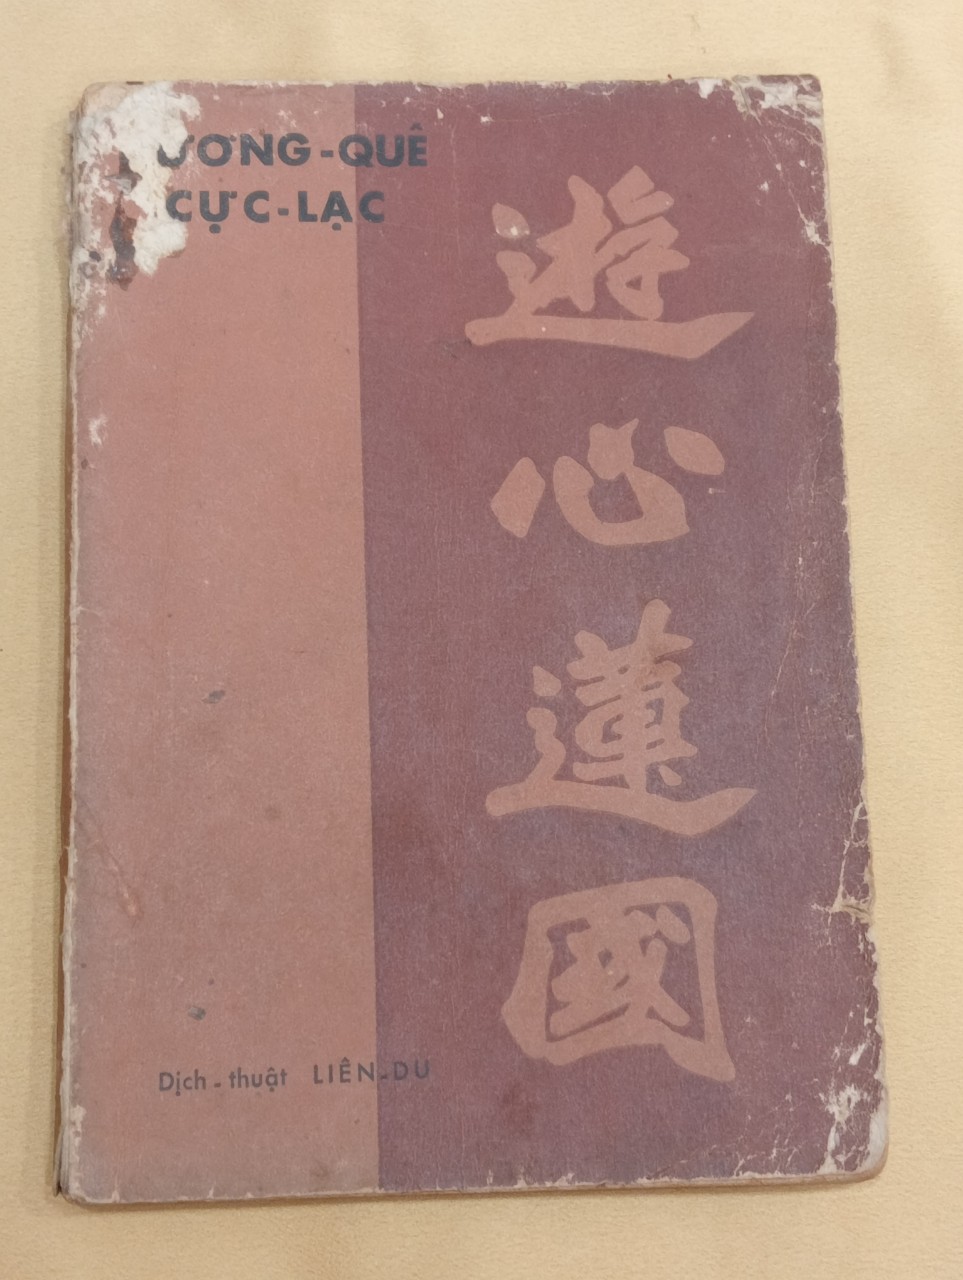 ƯƠNG-QUÊ
CỰC-LẠC
遊心蓮國
Dịch-thuật LIÊN-DU